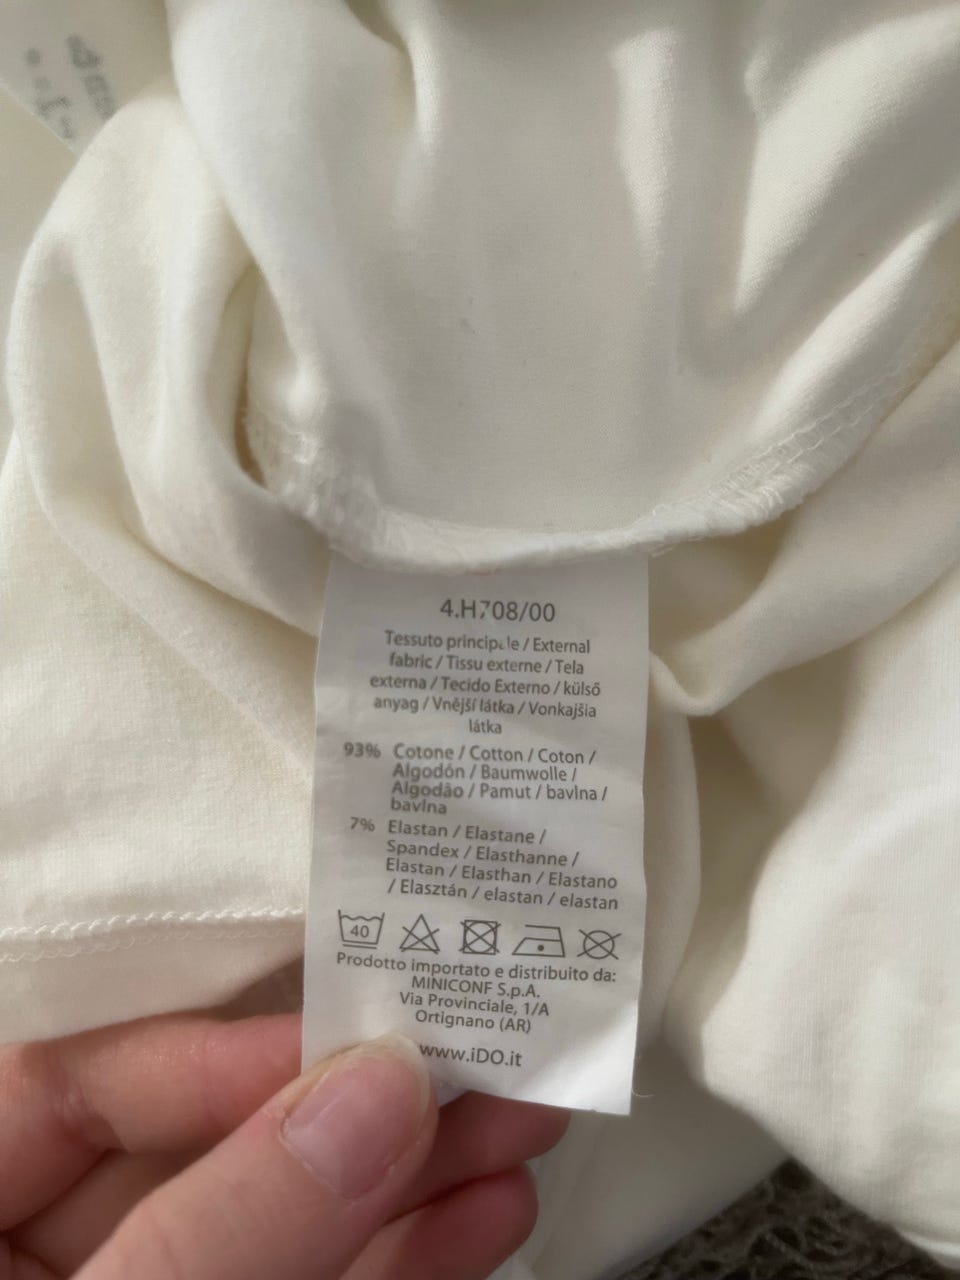 4.H708/00
Tessuto principale / External
fabric / Tissu externe / Tela
externa / Tecido Externo / külső
anyag / Vnější látka / Vonkajšia
látka
93% Cotone / Cotton / Coton /
Algodón / Baumwolle /
Algodão / Pamut / bavlna /
bavlna
7% Elastan / Elastane /
Spandex / Elasthanne /
Elastan / Elasthan / Elastano
/ Elasztán / elastan / elastan
40
Prodotto importato e distribuito da:
MINICONF S.p.A.
Via Provinciale, 1/A
Ortignano (AR)
www.iDO.it